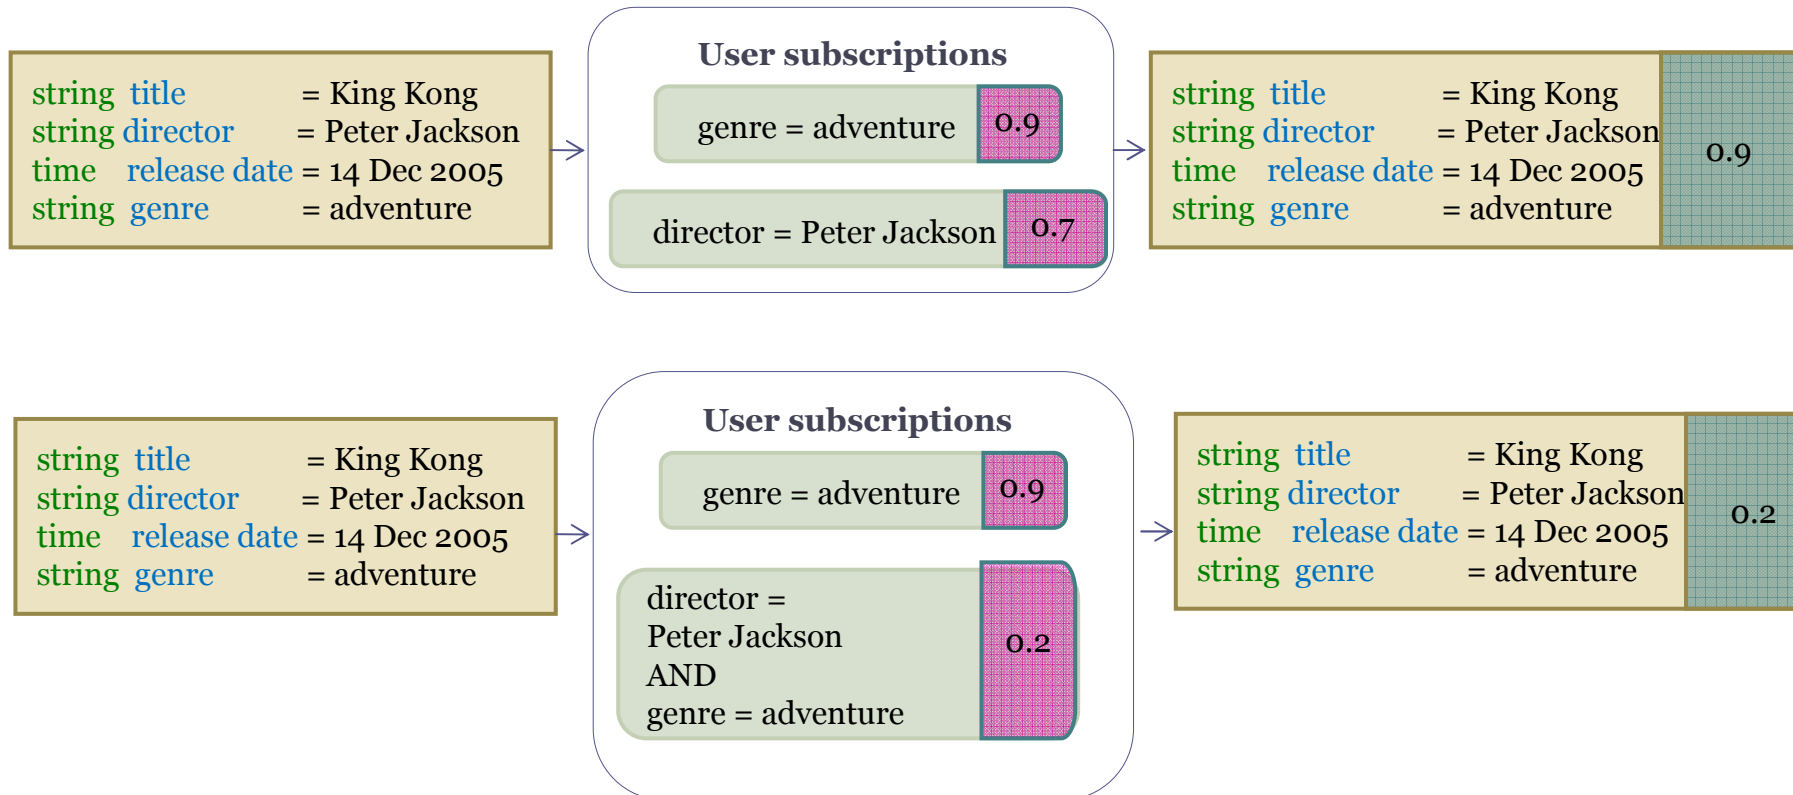 string title = King Kong
string director = Peter Jackson
time release date = 14 Dec 2005
string genre = adventure
User subscriptions
genre = adventure 0.9
director = Peter Jackson 0.7
string title = King Kong
string director = Peter Jackson
time release date = 14 Dec 2005
string genre = adventure
0.9
string title = King Kong
string director = Peter Jackson
time release date = 14 Dec 2005
string genre = adventure
User subscriptions
genre = adventure 0.9
director =
Peter Jackson
AND
genre = adventure
0.2
string title = King Kong
string director = Peter Jackson
time release date = 14 Dec 2005
string genre = adventure
0.2